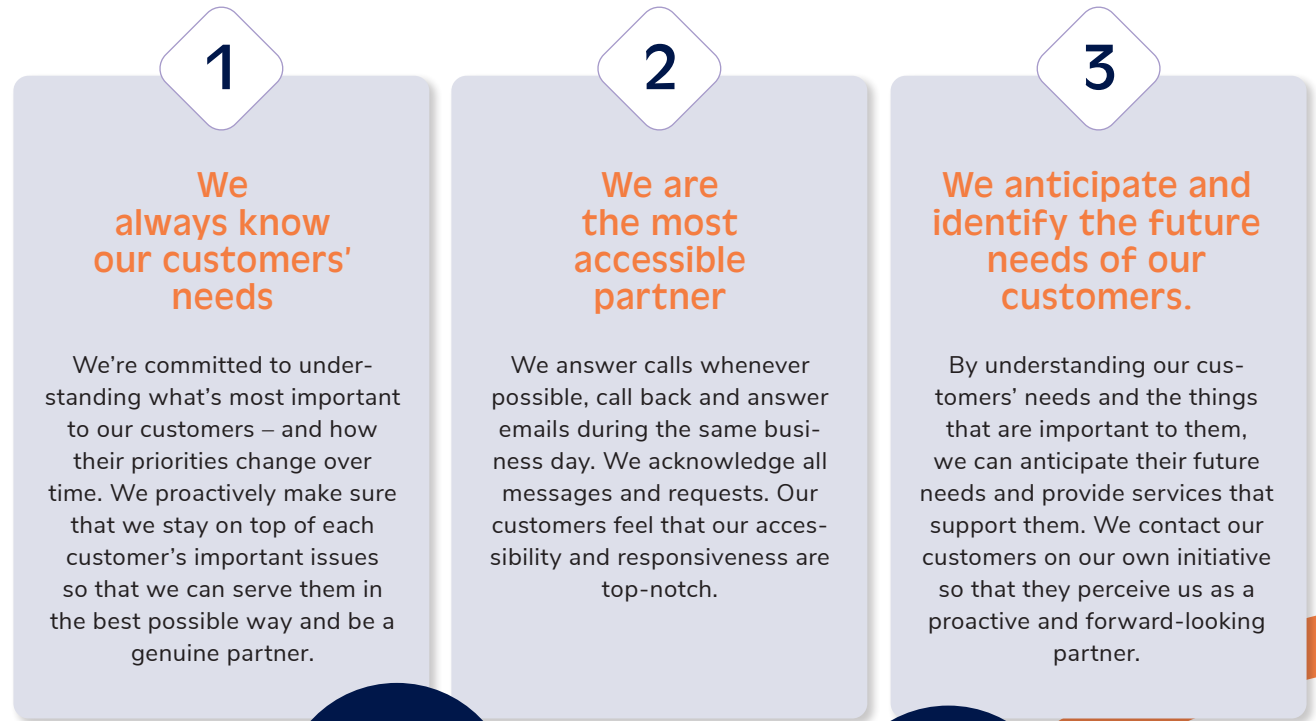 1
We
always know
our customers’
needs
We’re committed to under-
standing what’s most important
to our customers – and how
their priorities change over
time. We proactively make sure
that we stay on top of each
customer’s important issues
so that we can serve them in
the best possible way and be a
genuine partner.
2
We are
the most
accessible
partner
We answer calls whenever
possible, call back and answer
emails during the same busi-
ness day. We acknowledge all
messages and requests. Our
customers feel that our acces-
sibility and responsiveness are
top-notch.
3
We anticipate and
identify the future
needs of our
customers.
By understanding our cus-
tomers’ needs and the things
that are important to them,
we can anticipate their future
needs and provide services that
support them. We contact our
customers on our own initiative
so that they perceive us as a
proactive and forward-looking
partner.